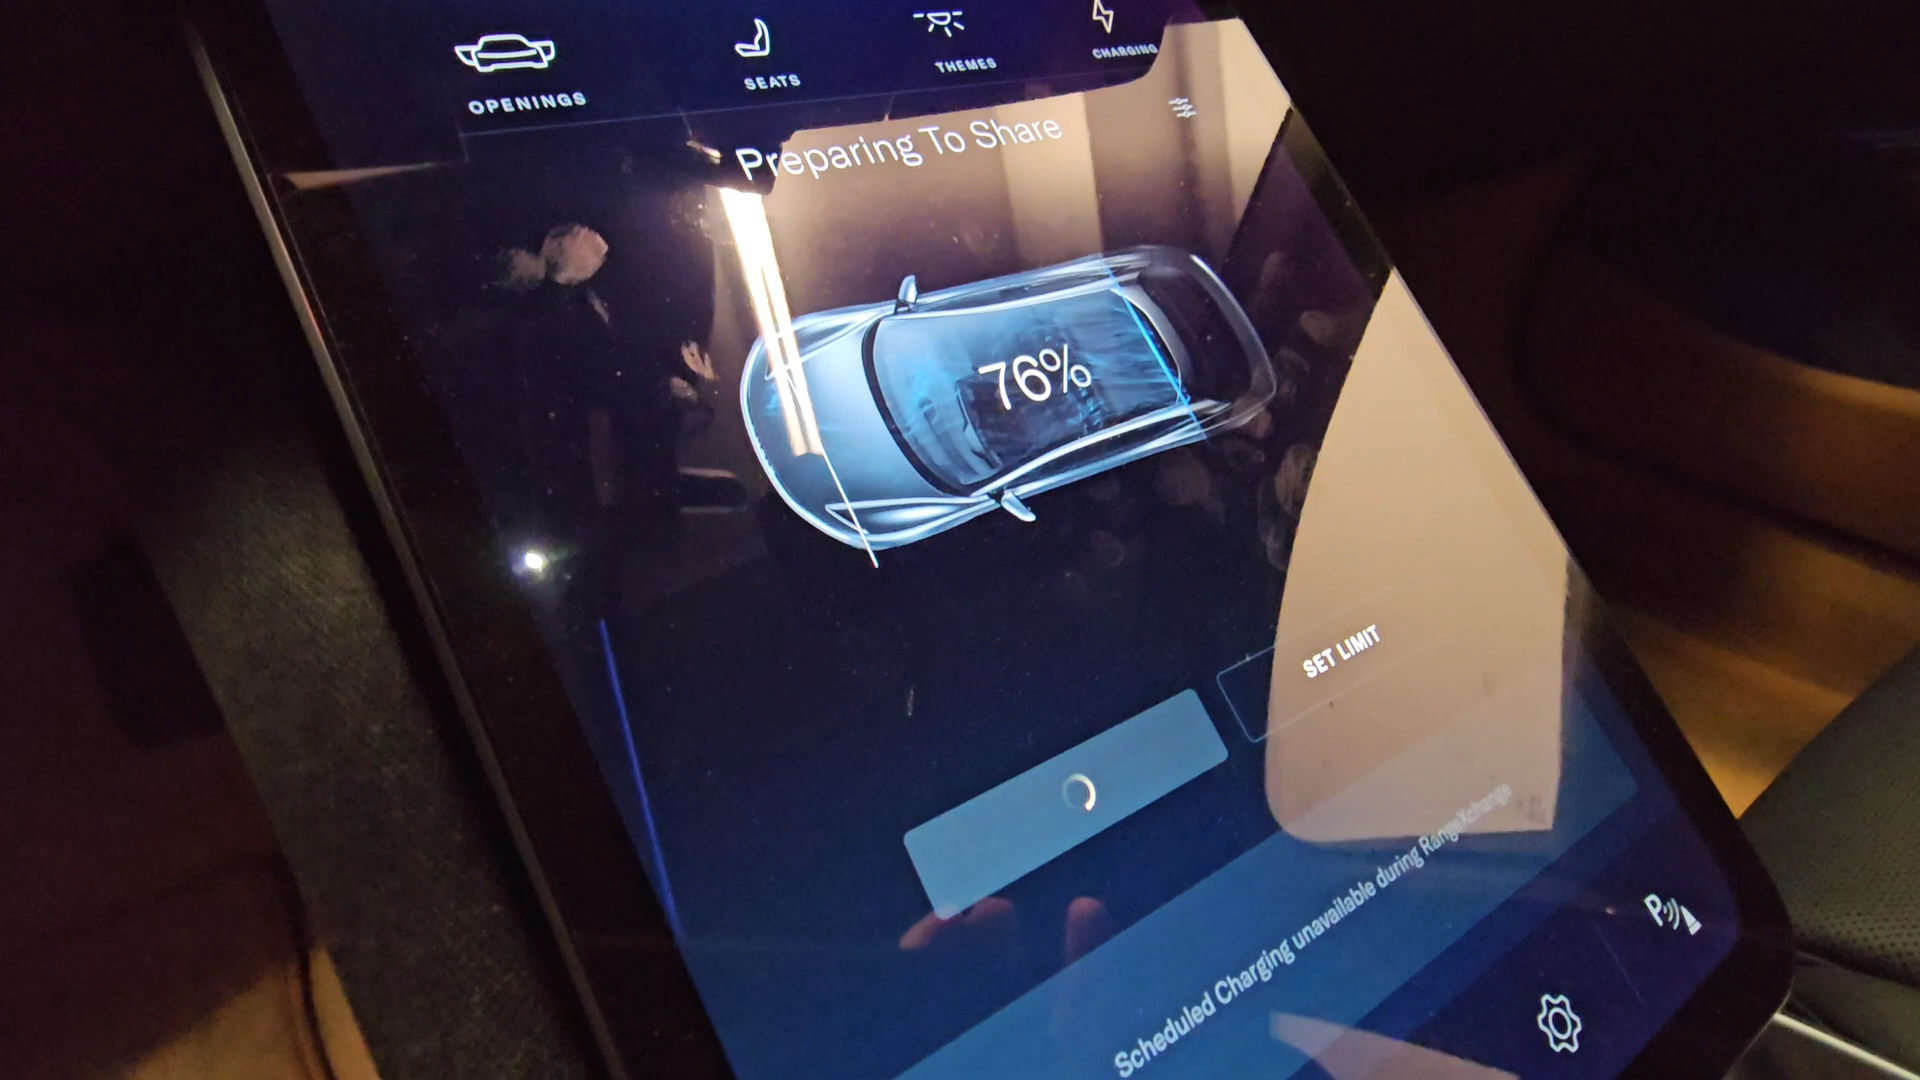 OPENINGS
SEATS
THEMES
CHARGING
Preparing To Share
76%
SET LIMIT
Scheduled Charging unavailable during RangeXchange
P